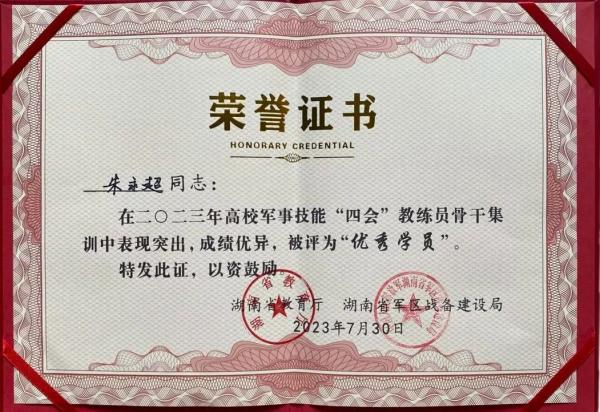 荣誉证书
HONORARY CREDENTIAL
朱亦超同志：
在二〇二三年高校军事技能“四会”教练员骨干集
训中表现突出，成绩优异，被评为“优秀学员”。
特发此证，以资鼓励。
湖南省教育厅 湖南省军区战备建设局
2023年7月30日